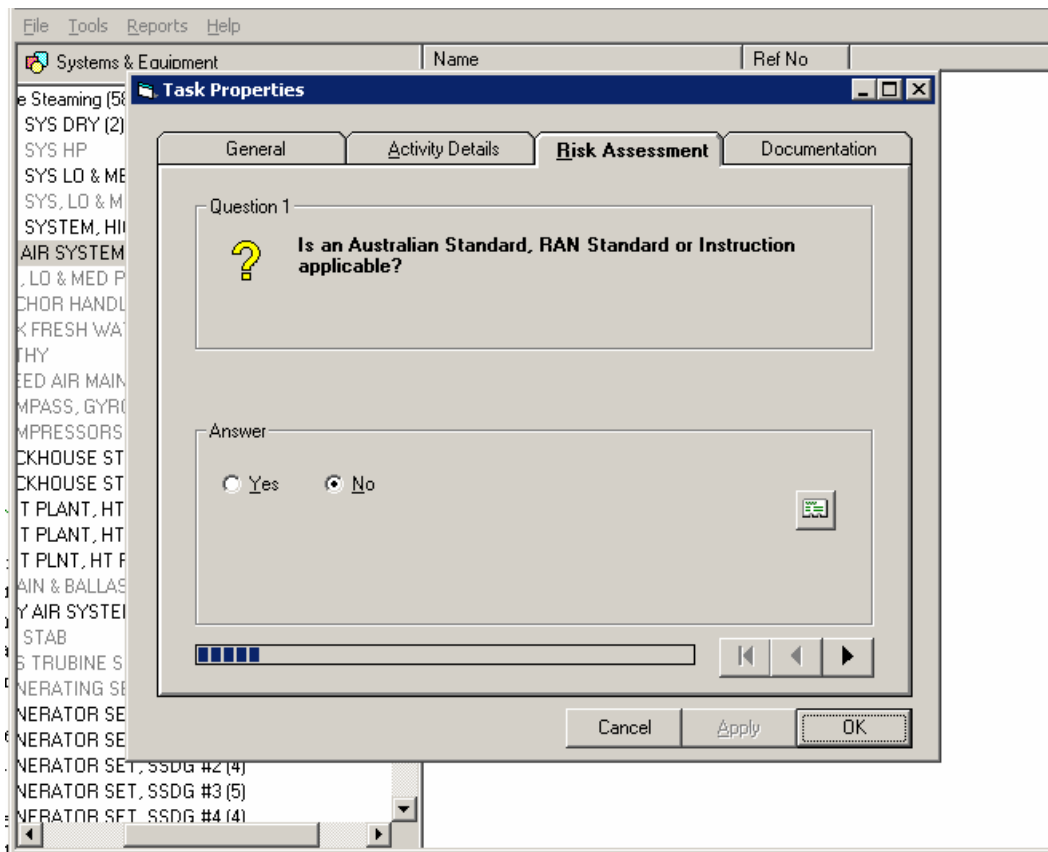 File Tools Reports Help
Systems & Equipment Name Ref No
Task Properties
General Activity Details Risk Assessment Documentation
Question 1
Is an Australian Standard, RAN Standard or Instruction
applicable?
Answer
Yes No
Cancel Apply OK
e Steaming (58
SYS DRY (2)
SYS HP
SYS LO & ME
SYS, LO & M
SYSTEM, HI
AIR SYSTEM
, LO & MED P
CHOR HANDL
K FRESH WA
THY
EED AIR MAIN
MPASS, GYRO
MPRESSORS
CKHOUSE ST
CKHOUSE ST
T PLANT, HT
T PLANT, HT
T PLNT, HT F
AIN & BALLAS
Y AIR SYSTE
STAB
S TRUBINE S
NERATING SE
NERATOR SE
NERATOR SE
NERATOR SET, SSDG #2 (4)
NERATOR SET, SSDG #3 (5)
NERATOR SET, SSDG #4 (4)